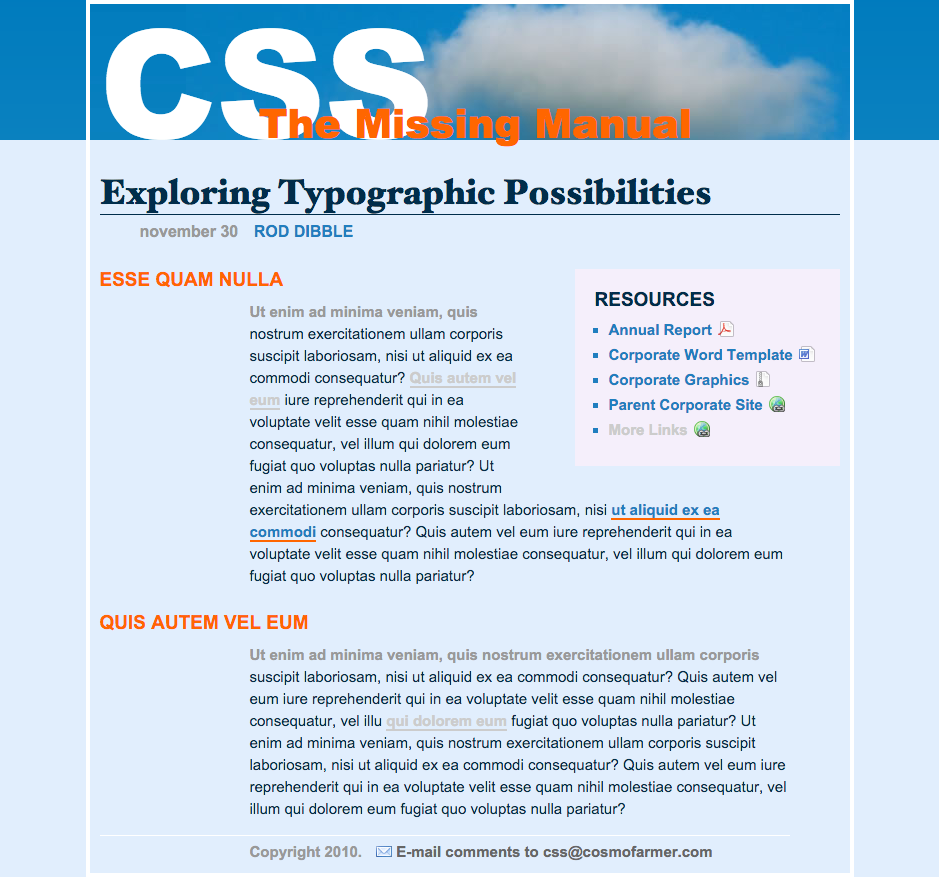 CSS
The Missing Manual
Exploring Typographic Possibilities
november 30 ROD DIBBLE
ESSE QUAM NULLA
Ut enim ad minima veniam, quis
nostrum exercitationem ullam corporis
suscipit laboriosam, nisi ut aliquid ex ea
commodi consequatur? Quis autem vel
eum iure reprehenderit qui in ea
voluptate velit esse quam nihil molestiae
consequatur, vel illum qui dolorem eum
fugiat quo voluptas nulla pariatur? Ut
enim ad minima veniam, quis nostrum
exercitationem ullam corporis suscipit laboriosam, nisi ut aliquid ex ea
commodi consequatur? Quis autem vel eum iure reprehenderit qui in ea
voluptate velit esse quam nihil molestiae consequatur, vel illum qui dolorem eum
fugiat quo voluptas nulla pariatur?
RESOURCES
Annual Report
Corporate Word Template
Corporate Graphics
Parent Corporate Site
More Links
QUIS AUTEM VEL EUM
Ut enim ad minima veniam, quis nostrum exercitationem ullam corporis
suscipit laboriosam, nisi ut aliquid ex ea commodi consequatur? Quis autem vel
eum iure reprehenderit qui in ea voluptate velit esse quam nihil molestiae
consequatur, vel illu qui dolorem eum fugiat quo voluptas nulla pariatur? Ut
enim ad minima veniam, quis nostrum exercitationem ullam corporis suscipit
laboriosam, nisi ut aliquid ex ea commodi consequatur? Quis autem vel eum iure
reprehenderit qui in ea voluptate velit esse quam nihil molestiae consequatur, vel
illum qui dolorem eum fugiat quo voluptas nulla pariatur?
Copyright 2010. E-mail comments to css@cosmofarmer.com